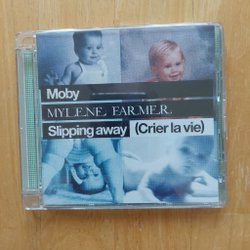 Moby
MYLENE FARMER
Slipping away (Crier la vie)